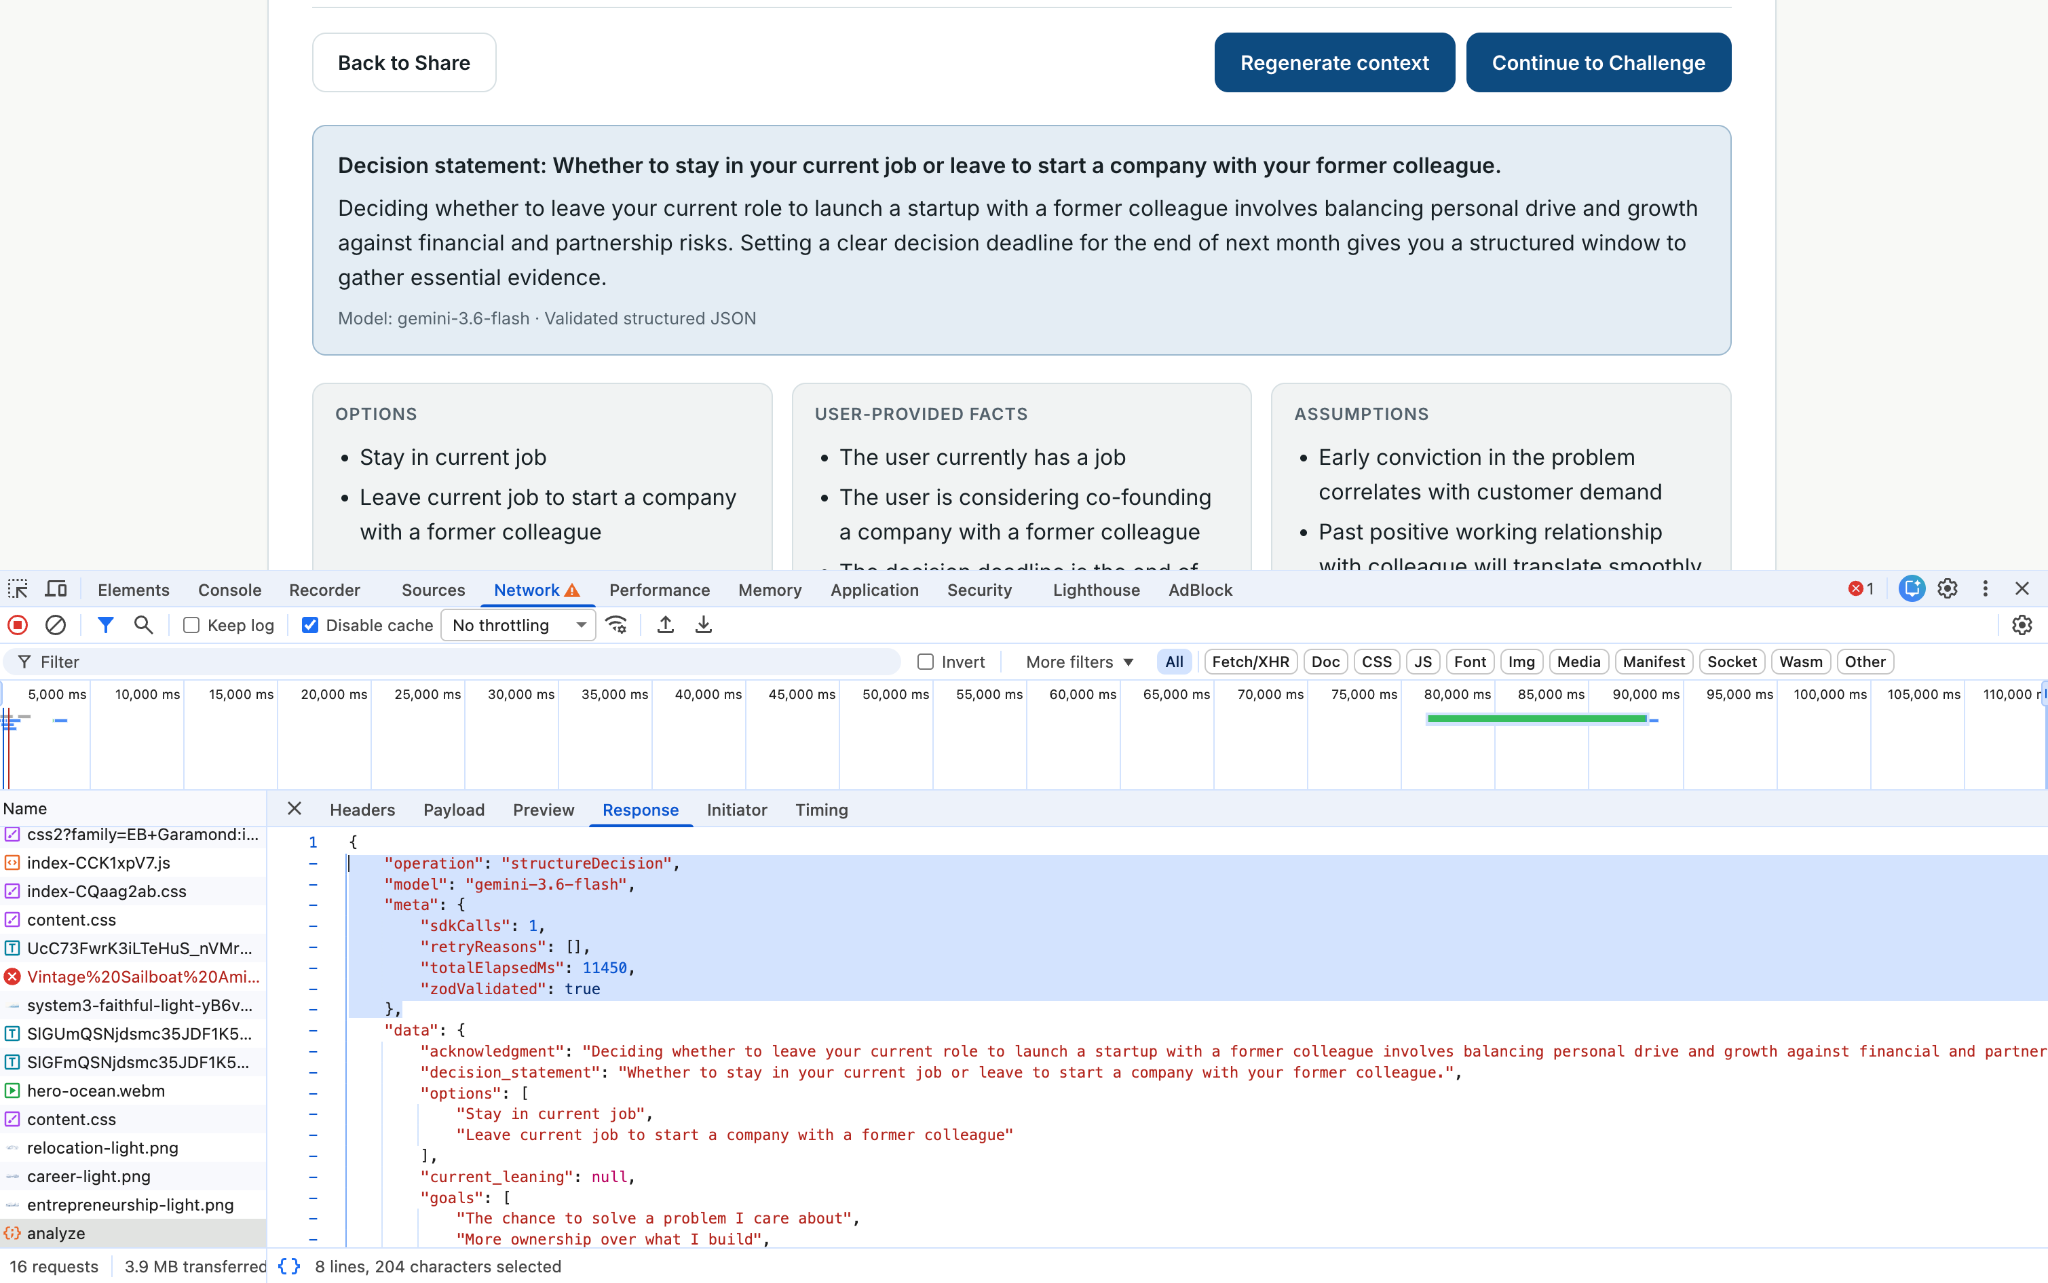 Back to Share
Regenerate context
Continue to Challenge
Decision statement: Whether to stay in your current job or leave to start a company with your former colleague.
Deciding whether to leave your current role to launch a startup with a former colleague involves balancing personal drive and growth
against financial and partnership risks. Setting a clear decision deadline for the end of next month gives you a structured window to
gather essential evidence.
Model: gemini-3.6-flash · Validated structured JSON
OPTIONS
• Stay in current job
• Leave current job to start a company
with a former colleague
USER-PROVIDED FACTS
• The user currently has a job
• The user is considering co-founding
a company with a former colleague
• The decision deadline is the end of
ASSUMPTIONS
• Early conviction in the problem
correlates with customer demand
• Past positive working relationship
with colleague will translate smoothly
Elements Console Recorder Sources Network Performance Memory Application Security Lighthouse AdBlock 1
Keep log Disable cache No throttling
Filter Invert More filters All Fetch/XHR Doc CSS JS Font Img Media Manifest Socket Wasm Other
5,000 ms 10,000 ms 15,000 ms 20,000 ms 25,000 ms 30,000 ms 35,000 ms 40,000 ms 45,000 ms 50,000 ms 55,000 ms 60,000 ms 65,000 ms 70,000 ms 75,000 ms 80,000 ms 85,000 ms 90,000 ms 95,000 ms 100,000 ms 105,000 ms 110,000
Name
css2?family=EB+Garamond:i...
index-CCK1xpV7.js
index-CQaag2ab.css
content.css
UcC73FwrK3iLTeHuS_nVMr...
Vintage%20Sailboat%20Ami...
system3-faithful-light-yB6v...
SlGUmQSNjdsmc35JDF1K5...
SlGFmQSNjdsmc35JDF1K5...
hero-ocean.webm
content.css
relocation-light.png
career-light.png
entrepreneurship-light.png
analyze
16 requests 3.9 MB transferred
Headers Payload Preview Response Initiator Timing
1 {
"operation": "structureDecision",
"model": "gemini-3.6-flash",
"meta": {
"sdkCalls": 1,
"retryReasons": [],
"totalElapsedMs": 11450,
"zodValidated": true
},
"data": {
"acknowledgment": "Deciding whether to leave your current role to launch a startup with a former colleague involves balancing personal drive and growth against financial and partner
"decision_statement": "Whether to stay in your current job or leave to start a company with your former colleague.",
"options": [
"Stay in current job",
"Leave current job to start a company with a former colleague"
],
"current_leaning": null,
"goals": [
"The chance to solve a problem I care about",
"More ownership over what I build",
{} 8 lines, 204 characters selected